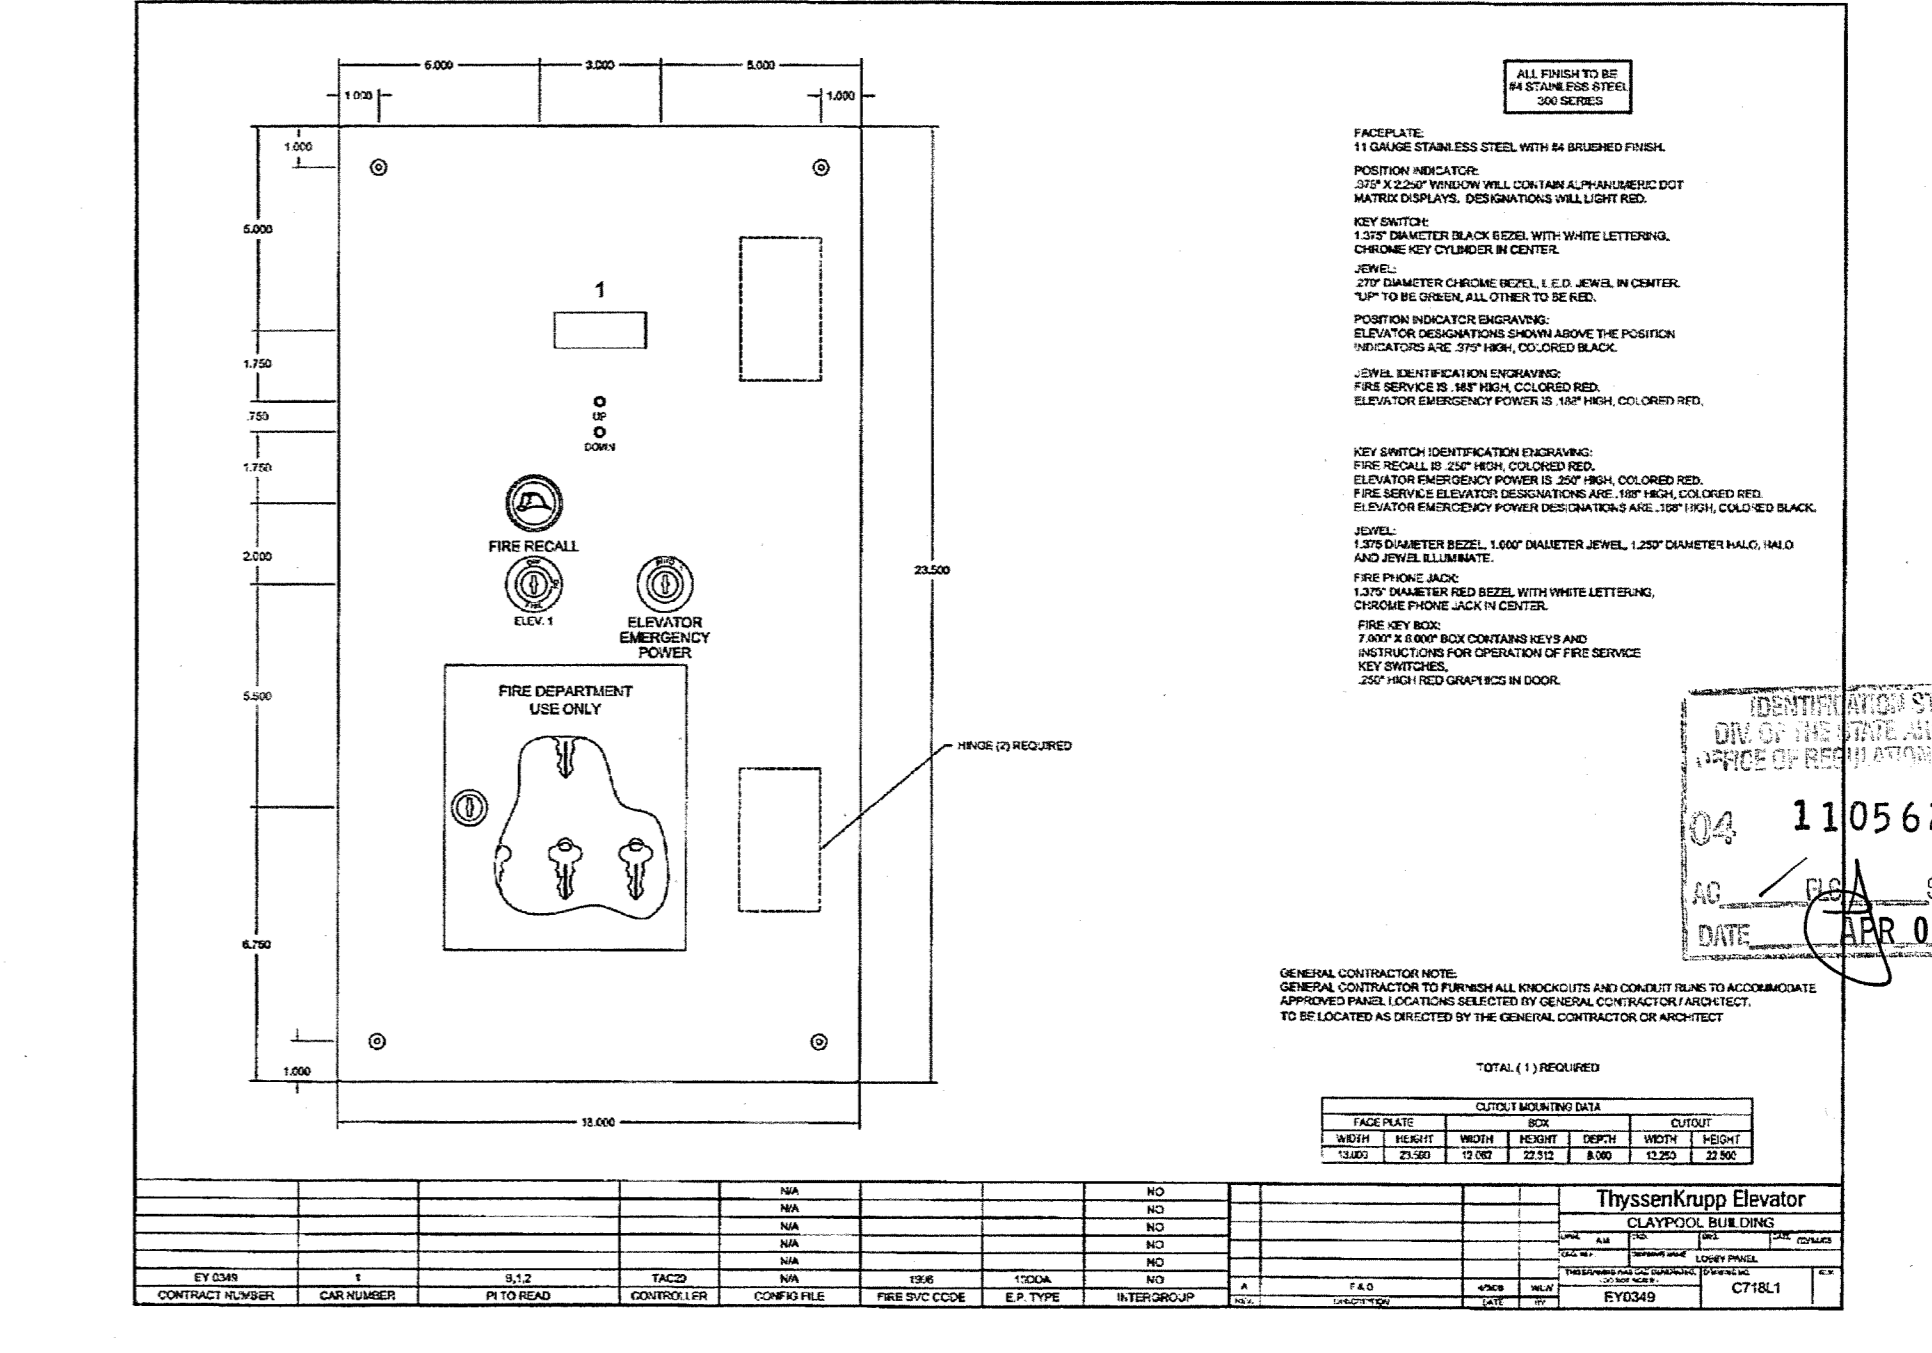 5.000 3.000 5.000
1.000 1.000
ALL FINISH TO BE
#4 STAINLESS STEEL
300 SERIES
1.000
5.000
1.750
.750
1.750
2.000
5.500
6.750
1.000
23.500
13.000
1
UP
DOWN
FIRE RECALL
ELEV. 1
ELEVATOR
EMERGENCY
POWER
FIRE DEPARTMENT
USE ONLY
HINGE (2) REQUIRED
FACEPLATE:
11 GAUGE STAINLESS STEEL WITH #4 BRUSHED FINISH.
POSITION INDICATOR:
.375" X 2.250" WINDOW WILL CONTAIN ALPHANUMERIC DOT
MATRIX DISPLAYS. DESIGNATIONS WILL LIGHT RED.
KEY SWITCH:
1.375" DIAMETER BLACK BEZEL WITH WHITE LETTERING,
CHROME KEY CYLINDER IN CENTER.
JEWEL:
.270" DIAMETER CHROME BEZEL, L.E.D. JEWEL IN CENTER.
"UP" TO BE GREEN, ALL OTHER TO BE RED.
POSITION INDICATOR ENGRAVING:
ELEVATOR DESIGNATIONS SHOWN ABOVE THE POSITION
INDICATORS ARE .375" HIGH, COLORED BLACK.
JEWEL IDENTIFICATION ENGRAVING:
FIRE SERVICE IS .188" HIGH, COLORED RED.
ELEVATOR EMERGENCY POWER IS .188" HIGH, COLORED RED.
KEY SWITCH IDENTIFICATION ENGRAVING:
FIRE RECALL IS .250" HIGH, COLORED RED.
ELEVATOR EMERGENCY POWER IS .250" HIGH, COLORED RED.
FIRE SERVICE ELEVATOR DESIGNATIONS ARE .188" HIGH, COLORED RED.
ELEVATOR EMERGENCY POWER DESIGNATIONS ARE .188" HIGH, COLORED BLACK.
JEWEL:
1.375 DIAMETER BEZEL, 1.000" DIAMETER JEWEL, 1.250" DIAMETER HALO, HALO
AND JEWEL ILLUMINATE.
FIRE PHONE JACK:
1.375" DIAMETER RED BEZEL WITH WHITE LETTERING,
CHROME PHONE JACK IN CENTER.
FIRE KEY BOX:
7.000" X 6.000" BOX CONTAINS KEYS AND
INSTRUCTIONS FOR OPERATION OF FIRE SERVICE
KEY SWITCHES,
.250" HIGH RED GRAPHICS IN DOOR.
IDENTIFICATION ST
DIV. OF THE STATE
OFFICE OF REGULATION
04 11056
AC FLS
DATE APR 0
GENERAL CONTRACTOR NOTE:
GENERAL CONTRACTOR TO FURNISH ALL KNOCKOUTS AND CONDUIT RUNS TO ACCOMMODATE
APPROVED PANEL LOCATIONS SELECTED BY GENERAL CONTRACTOR / ARCHITECT.
TO BE LOCATED AS DIRECTED BY THE GENERAL CONTRACTOR OR ARCHITECT
TOTAL ( 1 ) REQUIRED
CUTOUT MOUNTING DATA
FACE PLATE BOX CUTOUT
WIDTH HEIGHT WIDTH HEIGHT DEPTH WIDTH HEIGHT
13.000 23.500 12.062 22.312 12.250 22.500
N/A NO
N/A NO
N/A NO
N/A NO
N/A NO
EY 0349 1 TAC20 N/A 1996 NO
CONTRACT NUMBER CAR NUMBER PI TO READ CONTROLLER CONFIG FILE FIRE SVC CODE E.P. TYPE INTERGROUP
A
REV. DESCRIPTION DATE BY
ThyssenKrupp Elevator
CLAYPOOL BUILDING
LOBBY PANEL
EY0349
C718L1